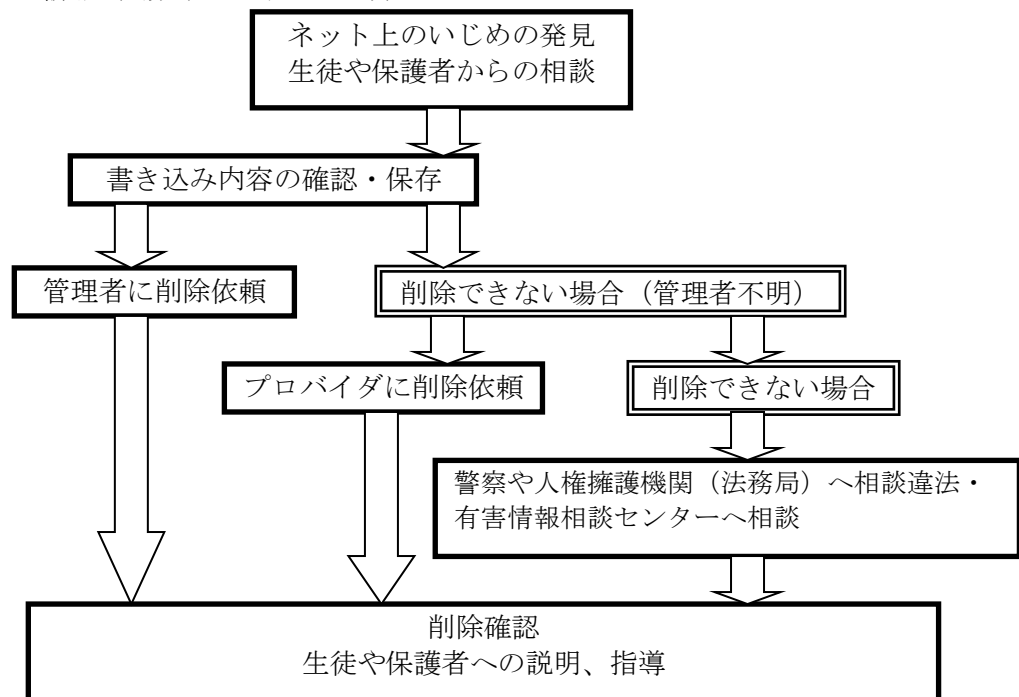 ネット上のいじめの発見
生徒や保護者からの相談
書き込み内容の確認・保存
管理者に削除依頼
削除できない場合（管理者不明）
プロバイダに削除依頼
削除できない場合
警察や人権擁護機関（法務局）へ相談違法・
有害情報相談センターへ相談
削除確認
生徒や保護者への説明、指導